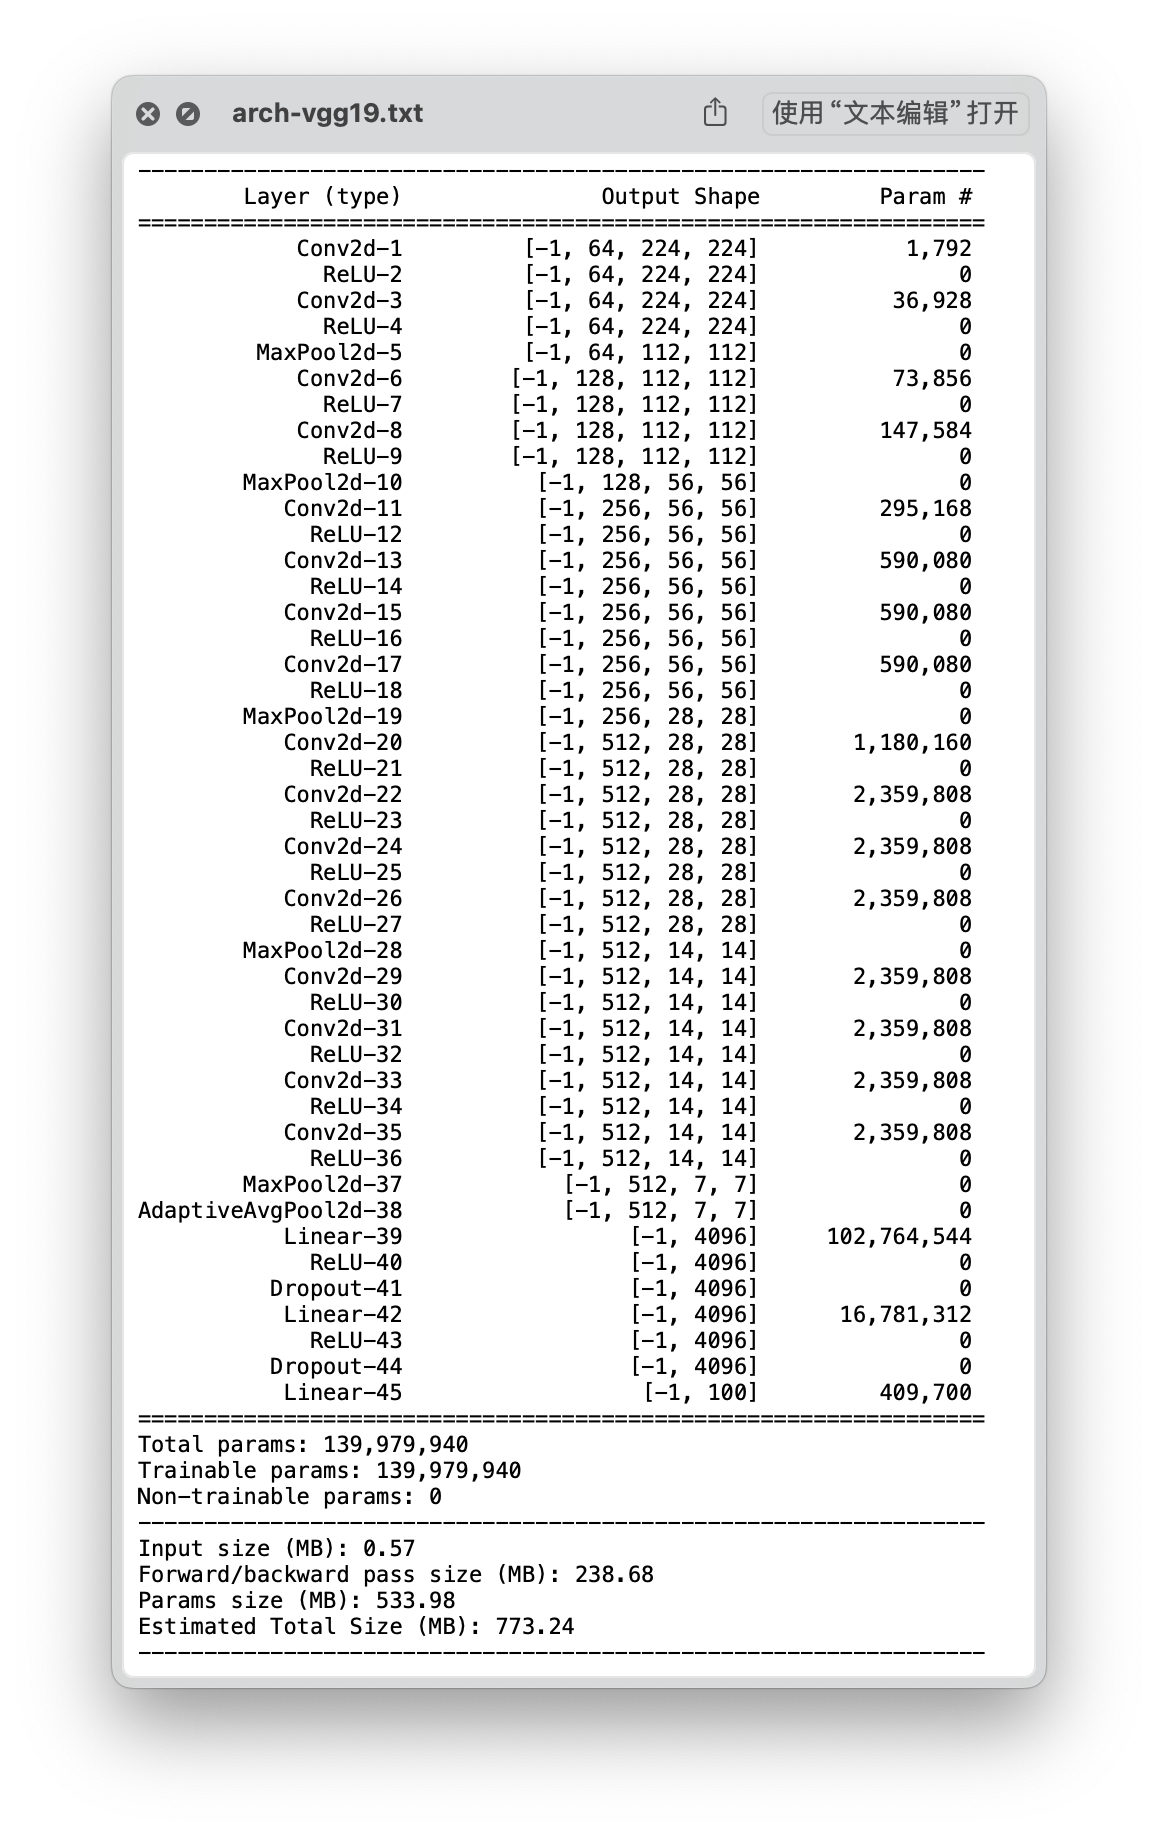 arch-vgg19.txt 使用“文本编辑”打开
----------------------------------------------------------------
Layer (type) Output Shape Param #
================================================================
Conv2d-1 [-1, 64, 224, 224] 1,792
ReLU-2 [-1, 64, 224, 224] 0
Conv2d-3 [-1, 64, 224, 224] 36,928
ReLU-4 [-1, 64, 224, 224] 0
MaxPool2d-5 [-1, 64, 112, 112] 0
Conv2d-6 [-1, 128, 112, 112] 73,856
ReLU-7 [-1, 128, 112, 112] 0
Conv2d-8 [-1, 128, 112, 112] 147,584
ReLU-9 [-1, 128, 112, 112] 0
MaxPool2d-10 [-1, 128, 56, 56] 0
Conv2d-11 [-1, 256, 56, 56] 295,168
ReLU-12 [-1, 256, 56, 56] 0
Conv2d-13 [-1, 256, 56, 56] 590,080
ReLU-14 [-1, 256, 56, 56] 0
Conv2d-15 [-1, 256, 56, 56] 590,080
ReLU-16 [-1, 256, 56, 56] 0
Conv2d-17 [-1, 256, 56, 56] 590,080
ReLU-18 [-1, 256, 56, 56] 0
MaxPool2d-19 [-1, 256, 28, 28] 0
Conv2d-20 [-1, 512, 28, 28] 1,180,160
ReLU-21 [-1, 512, 28, 28] 0
Conv2d-22 [-1, 512, 28, 28] 2,359,808
ReLU-23 [-1, 512, 28, 28] 0
Conv2d-24 [-1, 512, 28, 28] 2,359,808
ReLU-25 [-1, 512, 28, 28] 0
Conv2d-26 [-1, 512, 28, 28] 2,359,808
ReLU-27 [-1, 512, 28, 28] 0
MaxPool2d-28 [-1, 512, 14, 14] 0
Conv2d-29 [-1, 512, 14, 14] 2,359,808
ReLU-30 [-1, 512, 14, 14] 0
Conv2d-31 [-1, 512, 14, 14] 2,359,808
ReLU-32 [-1, 512, 14, 14] 0
Conv2d-33 [-1, 512, 14, 14] 2,359,808
ReLU-34 [-1, 512, 14, 14] 0
Conv2d-35 [-1, 512, 14, 14] 2,359,808
ReLU-36 [-1, 512, 14, 14] 0
MaxPool2d-37 [-1, 512, 7, 7] 0
AdaptiveAvgPool2d-38 [-1, 512, 7, 7] 0
Linear-39 [-1, 4096] 102,764,544
ReLU-40 [-1, 4096] 0
Dropout-41 [-1, 4096] 0
Linear-42 [-1, 4096] 16,781,312
ReLU-43 [-1, 4096] 0
Dropout-44 [-1, 4096] 0
Linear-45 [-1, 100] 409,700
================================================================
Total params: 139,979,940
Trainable params: 139,979,940
Non-trainable params: 0
----------------------------------------------------------------
Input size (MB): 0.57
Forward/backward pass size (MB): 238.68
Params size (MB): 533.98
Estimated Total Size (MB): 773.24
----------------------------------------------------------------